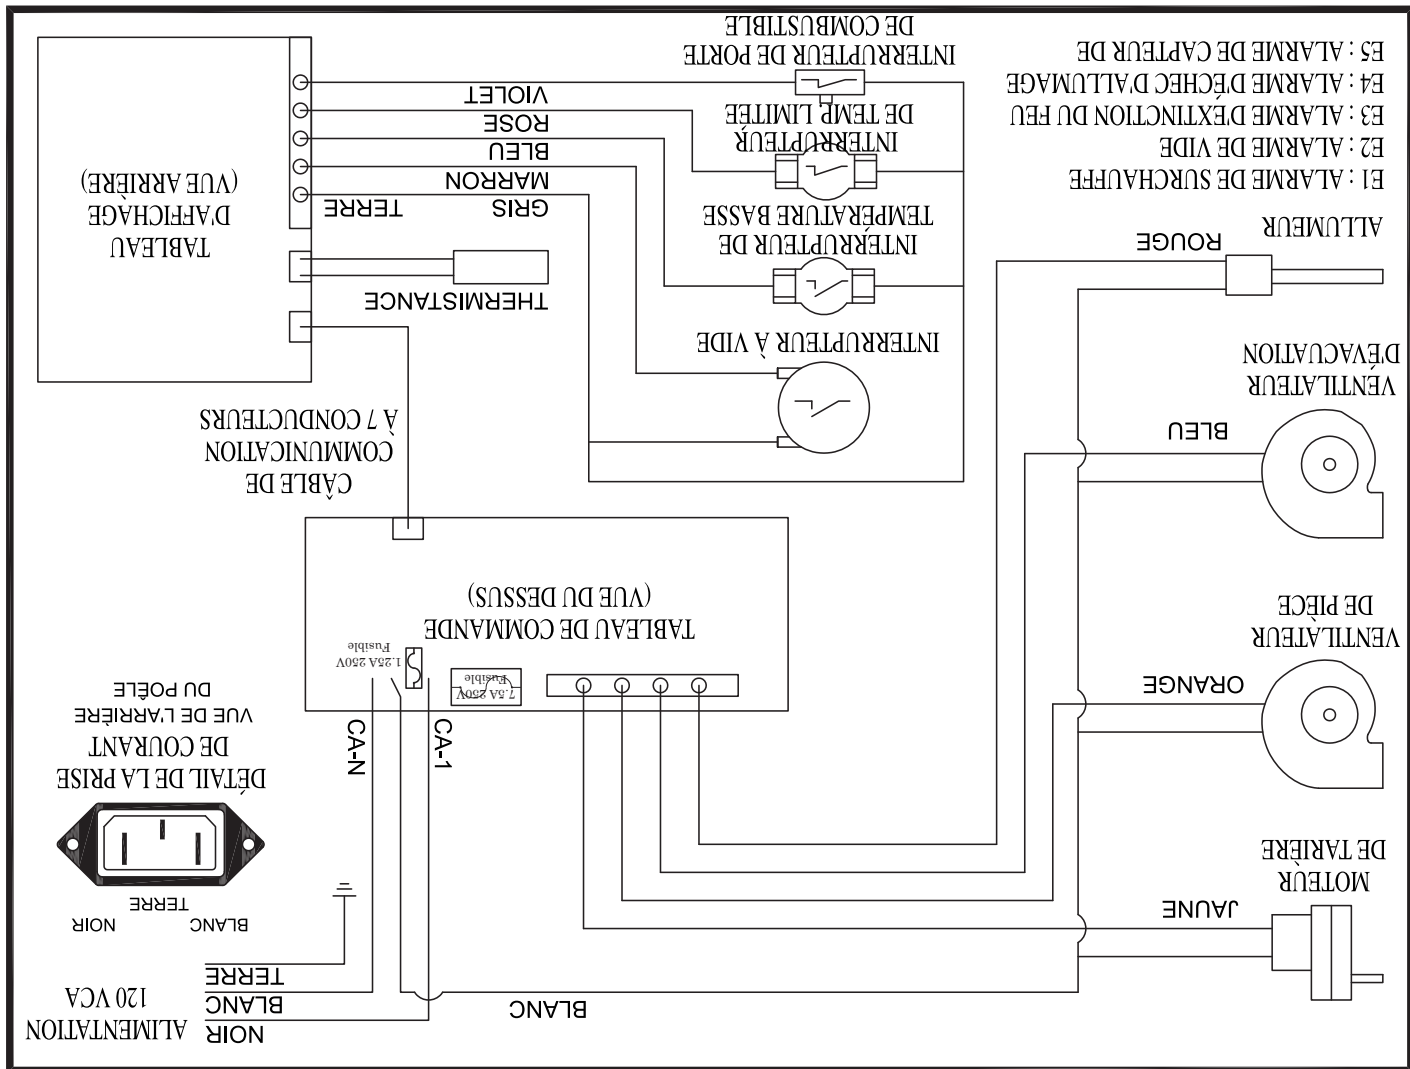 MOTEUR
DE TARIÈRE
JAUNE
BLANC
VENTILATEUR
DE PIÈCE
ORANGE
VENTILATEUR
D'ÉVACUATION
BLEU
ALLUMEUR
ROUGE
E1 : ALARME DE SURCHAUFFE
E2 : ALARME DE VIDE
E3 : ALARME D'ÉXTINCTION DU FEU
E4 : ALARME D'ÉCHEC D'ALLUMAGE
E5 : ALARME DE CAPTEUR DE
ALIMENTATION
120 VCA
NOIR
BLANC
TERRE
BLANC
TERRE
NOIR
DÉTAIL DE LA PRISE
DE COURANT
VUE DE L'ARRIÈRE
DU POÊLE
CA-1
CA-N
7.5A 250V
Fusible
1.25A 250V
Fusible
TABLEAU DE COMMANDE
(VUE DU DESSUS)
CÂBLE DE
COMMUNICATION
À 7 CONDUCTEURS
INTERRUPTEUR À VIDE
THERMISTANCE
INTERRUPTEUR DE
TEMPÉRATURE BASSE
GRIS
TERRE
MARRON
BLEU
ROSE
VIOLET
INTERRUPTEUR
DE TEMP. LIMITÉE
INTERRUPTEUR DE PORTE
DE COMBUSTIBLE
TABLEAU
D'AFFICHAGE
(VUE ARRIÈRE)